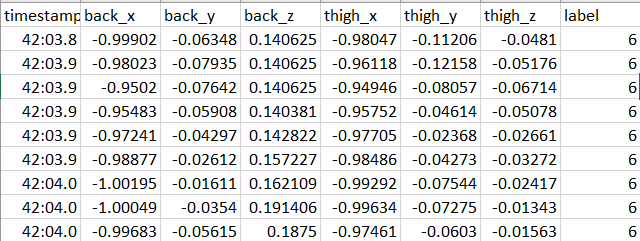 timestamp back_x back_y back_z thigh_x thigh_y thigh_z label
42:03.8 -0.99902 -0.06348 0.140625 -0.98047 -0.11206 -0.0481 6
42:03.9 -0.98023 -0.07935 0.140625 -0.96118 -0.12158 -0.05176 6
42:03.9 -0.9502 -0.07642 0.140625 -0.94946 -0.08057 -0.06714 6
42:03.9 -0.95483 -0.05908 0.140381 -0.95752 -0.04614 -0.05078 6
42:03.9 -0.97241 -0.04297 0.142822 -0.97705 -0.02368 -0.02661 6
42:03.9 -0.98877 -0.02612 0.157227 -0.98486 -0.04273 -0.03272 6
42:04.0 -1.00195 -0.01611 0.162109 -0.99292 -0.07544 -0.02417 6
42:04.0 -1.00049 -0.0354 0.191406 -0.99634 -0.07275 -0.01343 6
42:04.0 -0.99683 -0.05615 0.1875 -0.97461 -0.0603 -0.01563 6